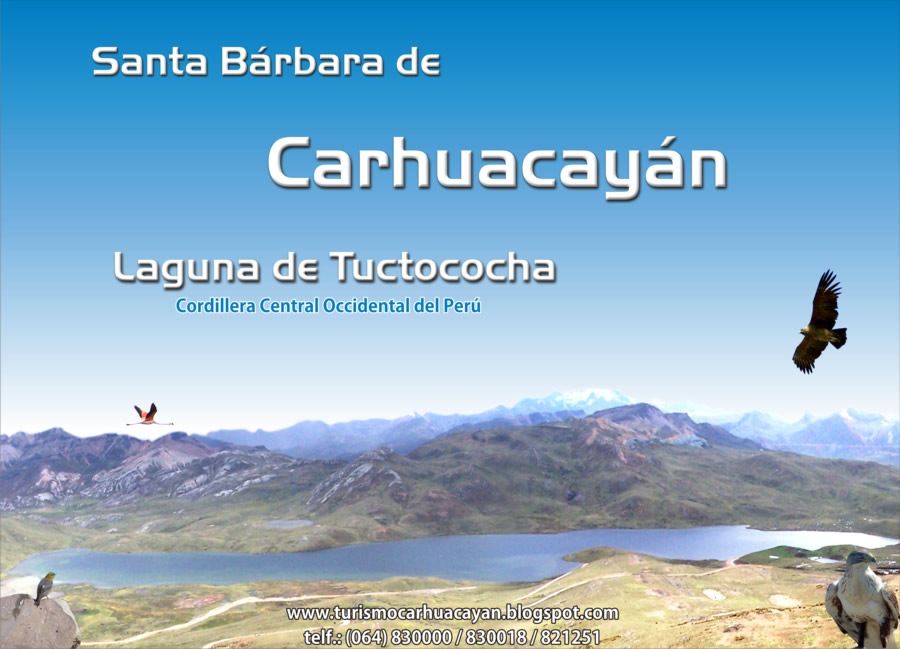 Santa Bárbara de
Carhuacayán
Laguna de Tuctococha
Cordillera Central Occidental del Perú
www.turismocarhuacayan.blogspot.com
telf.: (064) 830000 / 830018 / 821251